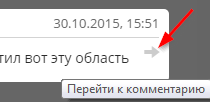 30.10.2015, 15:51
тил вот эту область
Перейти к комментарию